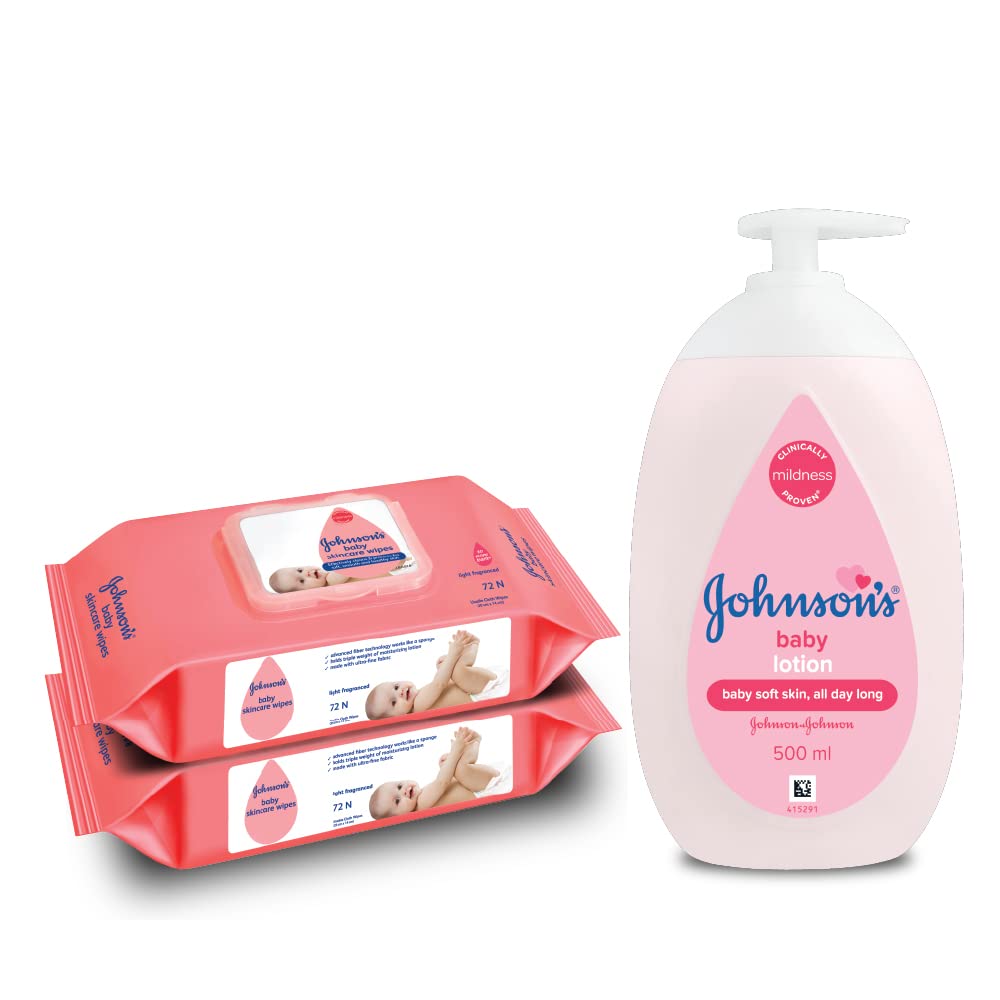 CLINICALLY
mildness
PROVEN®
Johnson's®
baby
lotion
baby soft skin, all day long
Johnson & Johnson
500 ml
415291
Johnson's
baby
skincare wipes
Johnson's
baby
skincare wipes
light fragranced
72 N
Johnson's
baby
skincare wipes
Johnson's
baby
skincare wipes
advanced fiber technology works like a sponge
holds triple weight of moisturizing lotion
made with ultra-fine fabric
light fragranced
72 N
Johnson's
baby
skincare wipes
advanced fiber technology works like a sponge
holds triple weight of moisturizing lotion
made with ultra-fine fabric
light fragranced
72 N